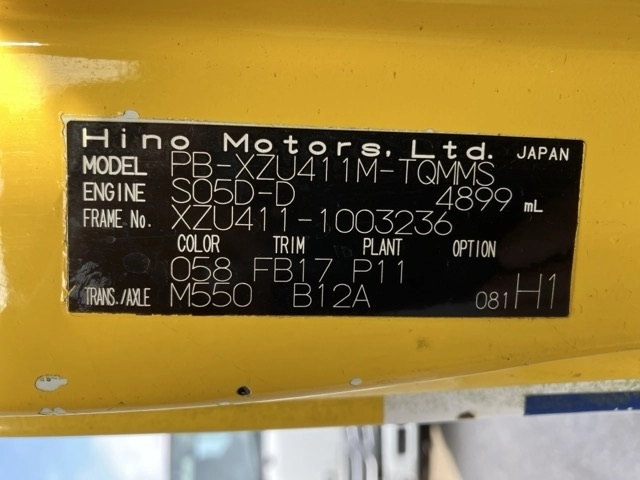 Hino Motors, Ltd. JAPAN
MODEL PB-XZU411M-TQMMS
ENGINE S05D-D 4899 mL
FRAME No. XZU411-1003236
COLOR TRIM PLANT OPTION
058 FB17 P11
TRANS./AXLE M550 B12A 081 H1